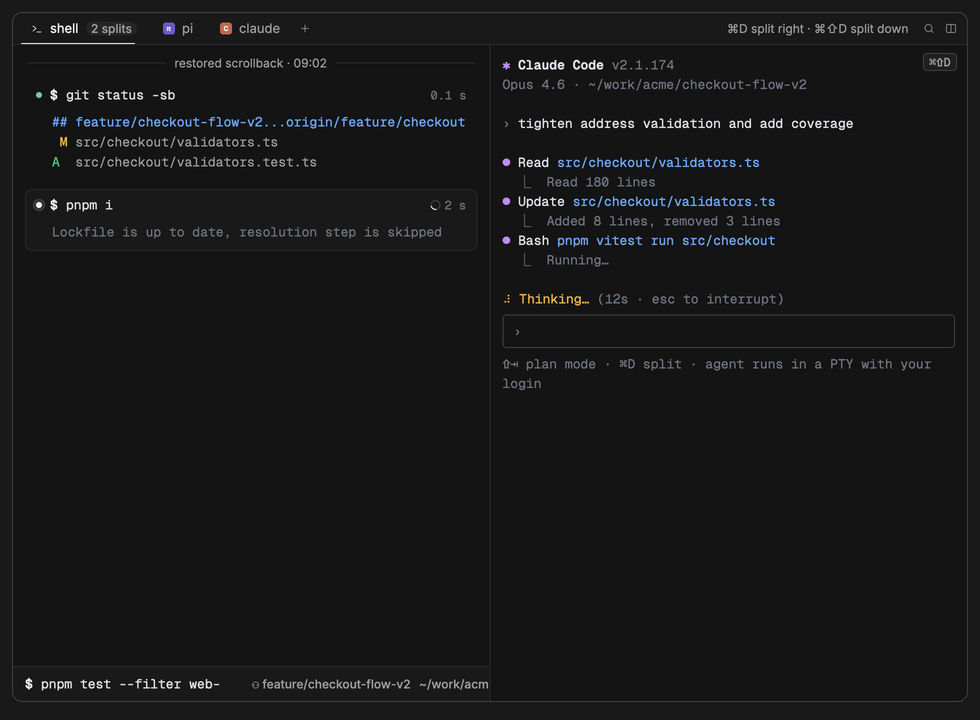 >_ shell 2 splits π pi C claude +
⌘D split right · ⌘⇧D split down
restored scrollback · 09:02
$ git status -sb 0.1 s
## feature/checkout-flow-v2...origin/feature/checkout
M src/checkout/validators.ts
A src/checkout/validators.test.ts
$ pnpm i 2 s
Lockfile is up to date, resolution step is skipped
$ pnpm test --filter web- feature/checkout-flow-v2 ~/work/acm
⌘⇧D
✱ Claude Code v2.1.174
Opus 4.6 · ~/work/acme/checkout-flow-v2
› tighten address validation and add coverage
● Read src/checkout/validators.ts
⎿ Read 180 lines
● Update src/checkout/validators.ts
⎿ Added 8 lines, removed 3 lines
● Bash pnpm vitest run src/checkout
⎿ Running…
Thinking… (12s · esc to interrupt)
›
⇧⇥ plan mode · ⌘D split · agent runs in a PTY with your
login